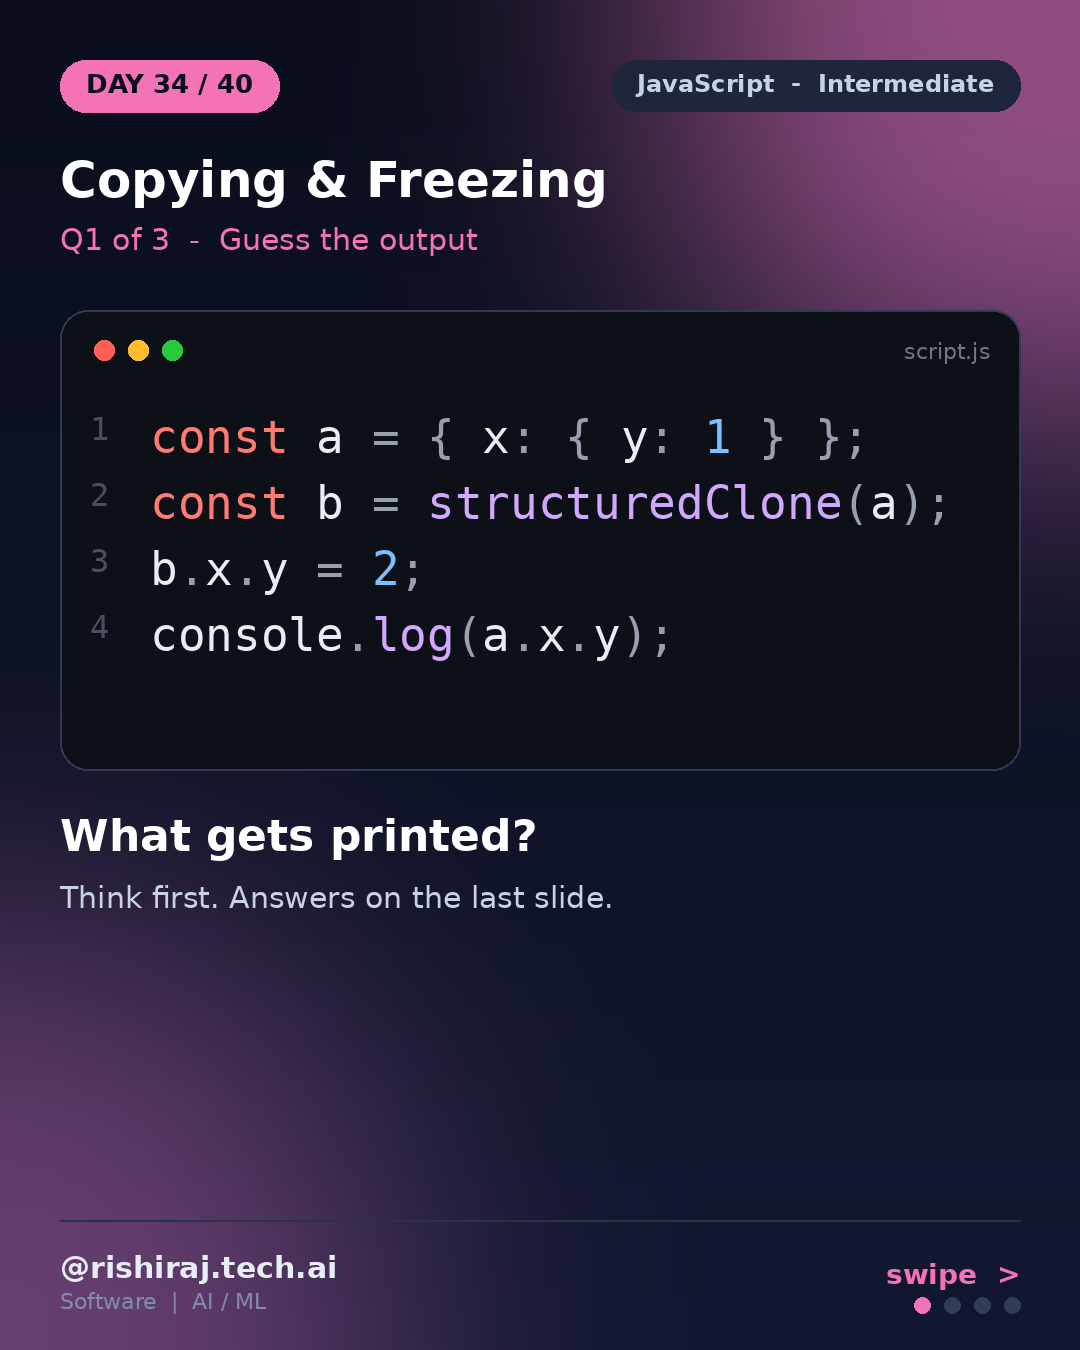 DAY 34 / 40
JavaScript - Intermediate
Copying & Freezing
Q1 of 3 - Guess the output
script.js
1 const a = { x: { y: 1 } };
2 const b = structuredClone(a);
3 b.x.y = 2;
4 console.log(a.x.y);
What gets printed?
Think first. Answers on the last slide.
@rishiraj.tech.ai
Software | AI / ML
swipe >